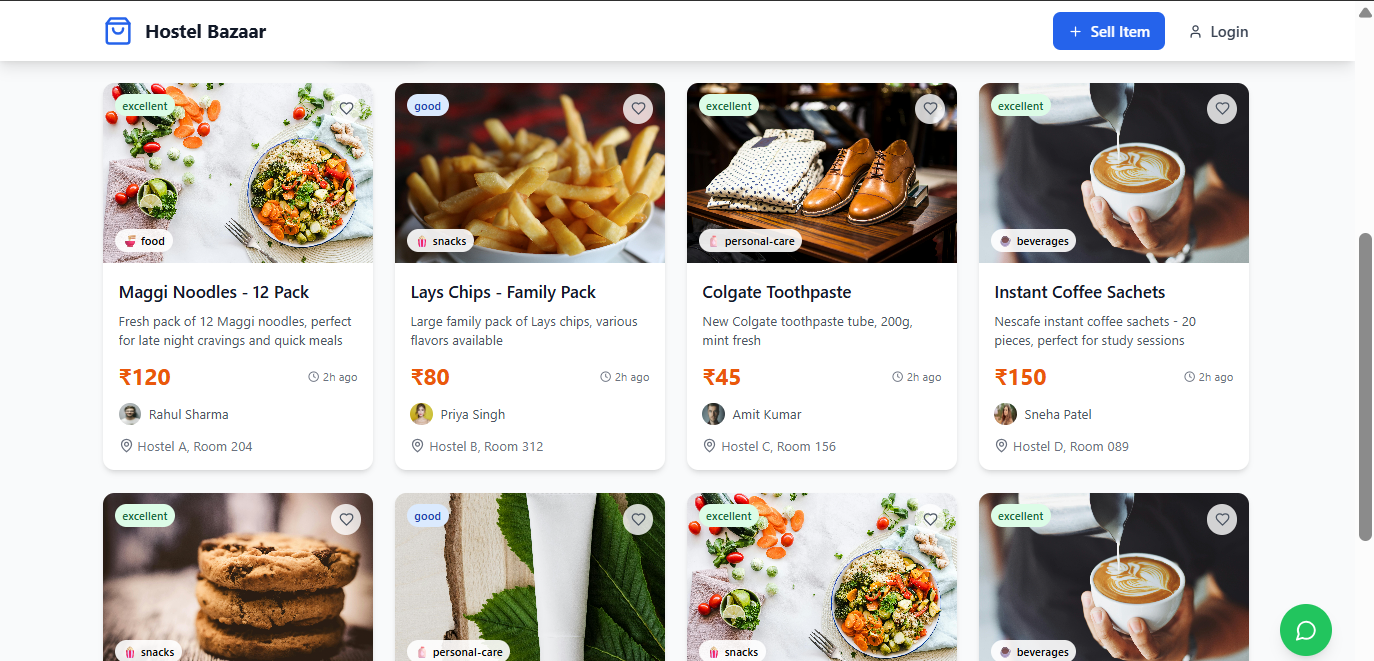 Hostel Bazaar
Sell Item
Login
excellent
food
Maggi Noodles - 12 Pack
Fresh pack of 12 Maggi noodles, perfect
for late night cravings and quick meals
₹120
2h ago
Rahul Sharma
Hostel A, Room 204
good
snacks
Lays Chips - Family Pack
Large family pack of Lays chips, various
flavors available
₹80
2h ago
Priya Singh
Hostel B, Room 312
excellent
personal-care
Colgate Toothpaste
New Colgate toothpaste tube, 200g,
mint fresh
₹45
2h ago
Amit Kumar
Hostel C, Room 156
excellent
beverages
Instant Coffee Sachets
Nescafe instant coffee sachets - 20
pieces, perfect for study sessions
₹150
2h ago
Sneha Patel
Hostel D, Room 089
excellent
snacks
good
personal-care
excellent
snacks
excellent
beverages